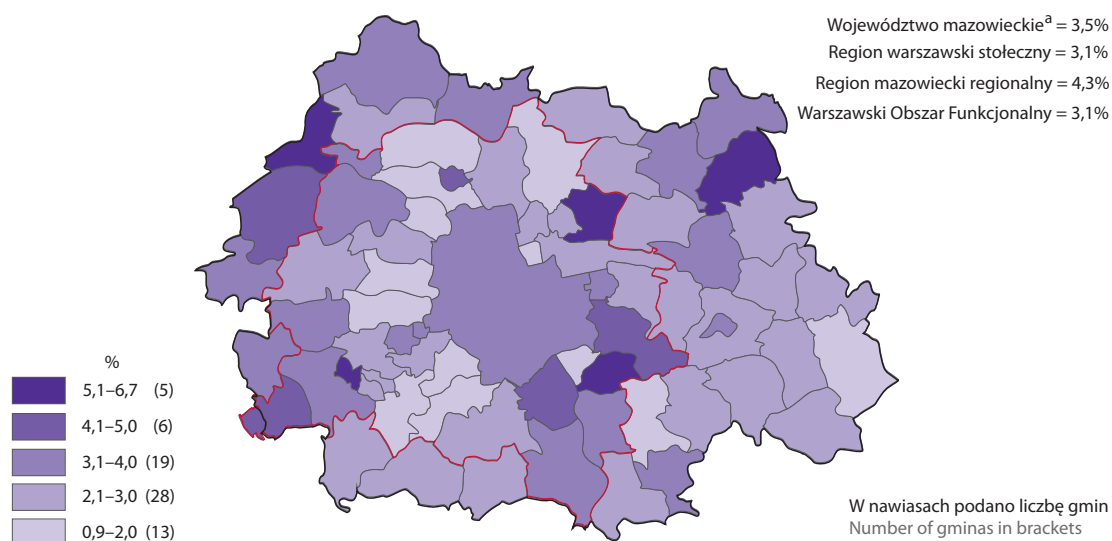 Województwo mazowieckieᵃ = 3,5%
Region warszawski stołeczny = 3,1%
Region mazowiecki regionalny = 4,3%
Warszawski Obszar Funkcjonalny = 3,1%
%
5,1–6,7 (5)
4,1–5,0 (6)
3,1–4,0 (19)
2,1–3,0 (28)
0,9–2,0 (13)
W nawiasach podano liczbę gmin
Number of gminas in brackets